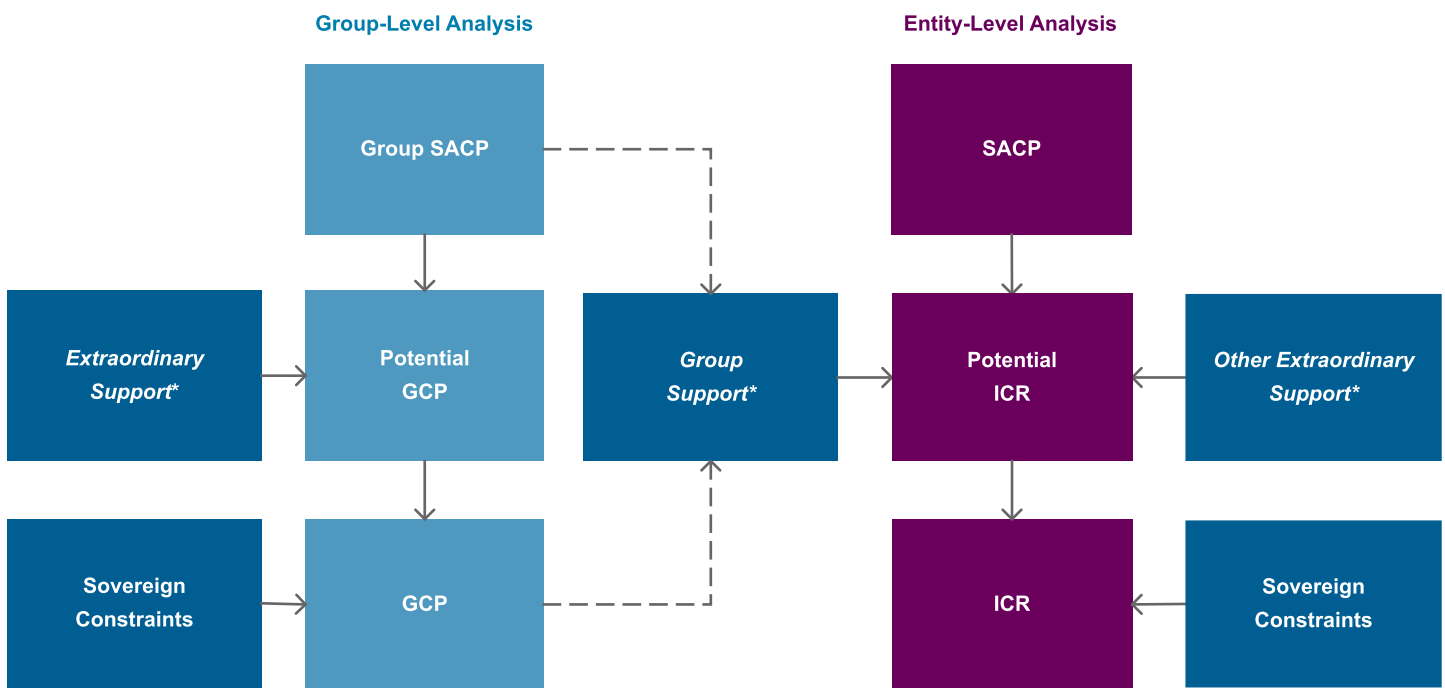 Group-Level Analysis
Entity-Level Analysis
Group SACP
SACP
Extraordinary
Support*
Potential
GCP
Group
Support*
Potential
ICR
Other Extraordinary
Support*
Sovereign
Constraints
GCP
ICR
Sovereign
Constraints